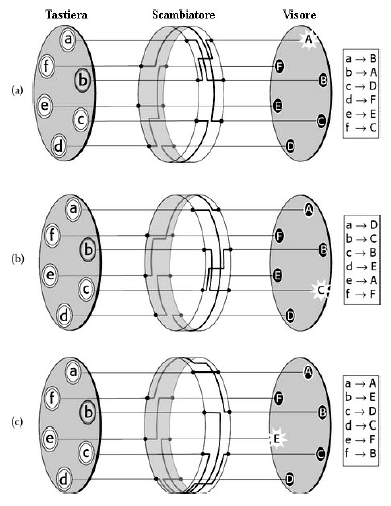 Tastiera Scambiatore Visore
(a)
a A
f F
b B
e E
c C
d D
a → B
b → A
c → D
d → F
e → E
f → C
(b)
a A
f F
b B
e E
c C
d D
a → D
b → C
c → B
d → E
e → A
f → F
(c)
a A
f F
b B
e E
c C
d D
a → A
b → E
c → D
d → C
e → F
f → B